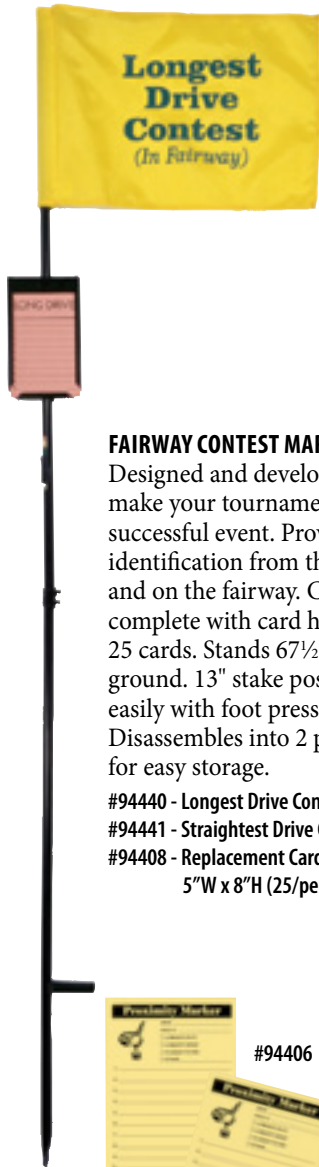 Longest
Drive
Contest
(In Fairway)
LONG DRIVE
FAIRWAY CONTEST MAR
Designed and develo
make your tourname
successful event. Prov
identification from th
and on the fairway. C
complete with card h
25 cards. Stands 67½
ground. 13" stake pos
easily with foot press
Disassembles into 2 p
for easy storage.
#94440 - Longest Drive Con
#94441 - Straightest Drive
#94408 - Replacement Card
5"W x 8"H (25/pe
Proximity Marker
#94406
Proximity Marker